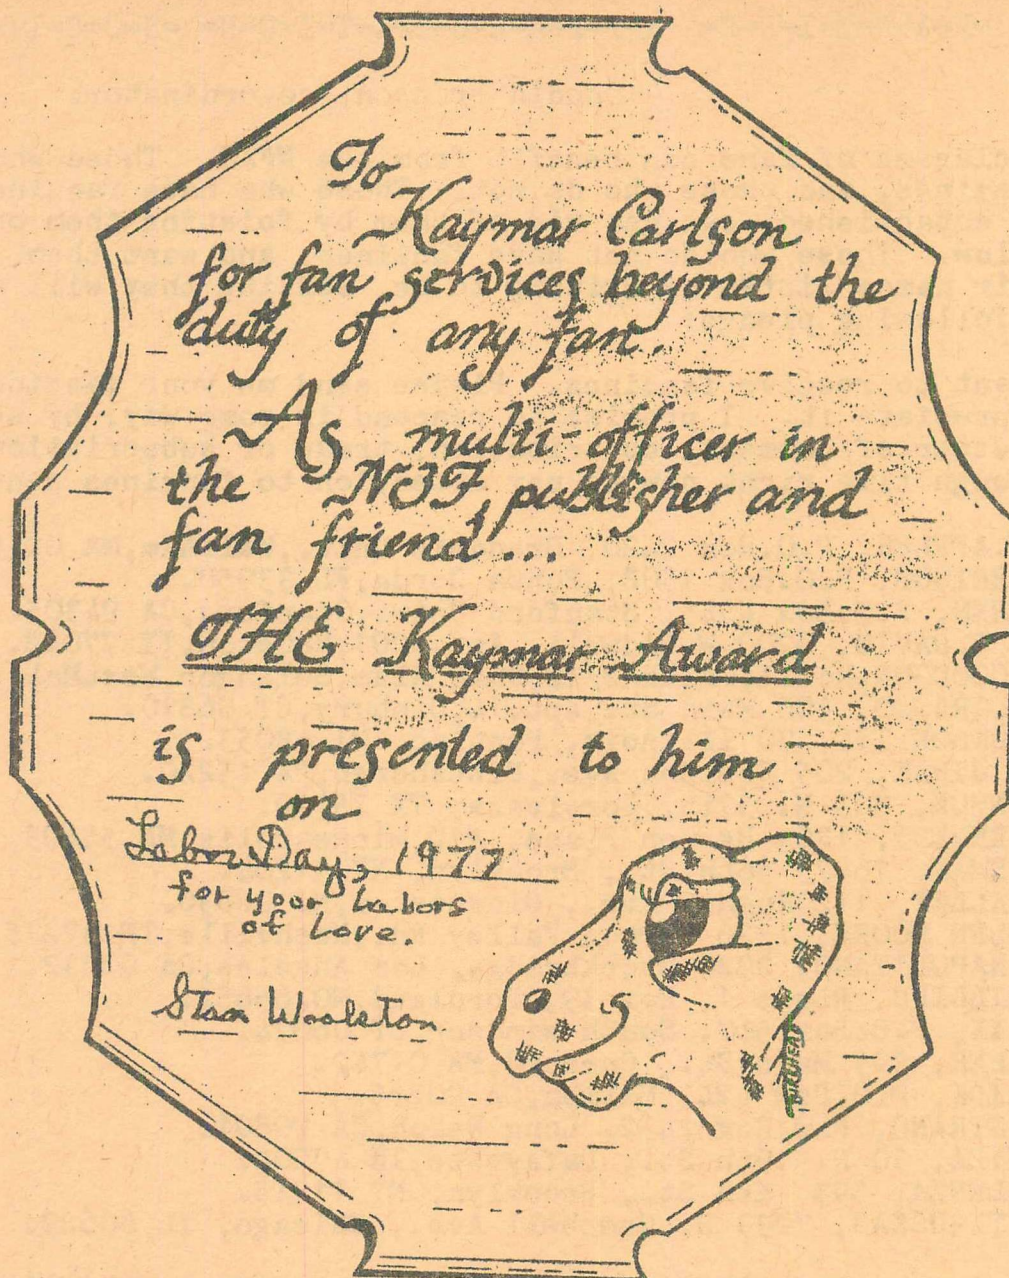 To
Kaymar Carlson
for fan services beyond the
duty of any fan.
As multi-officer in
the N3F, publisher and
fan friend...
THE Kaymar Award
is presented to him
on
Labor Day, 1977
for your labors
of love.
Stan Woolston